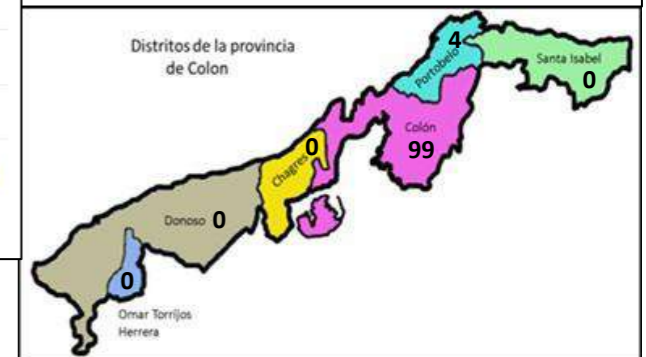 Distritos de la provincia
de Colon
4
Portobelo
Santa Isabel
0
Colón
99
0
Chagres
Donoso 0
0
Omar Torrijos
Herrera